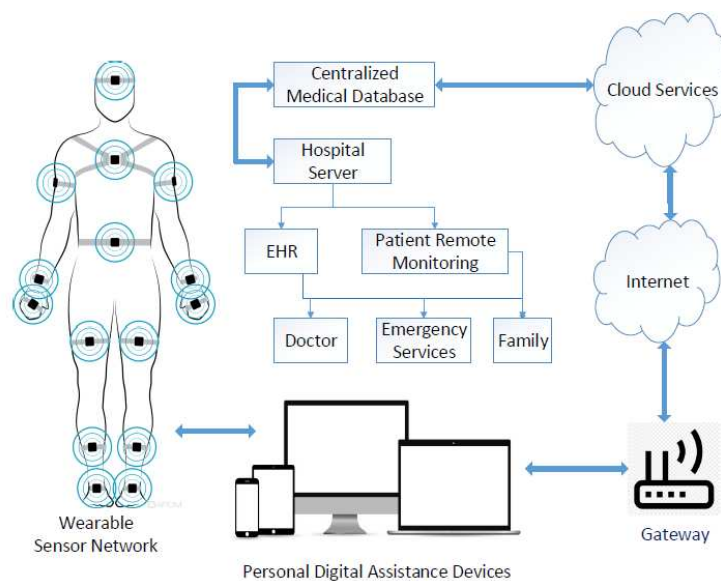 Centralized
Medical Database
Cloud Services
Hospital
Server
EHR
Patient Remote
Monitoring
Internet
Doctor
Emergency
Services
Family
Wearable
Sensor Network
Gateway
Personal Digital Assistance Devices